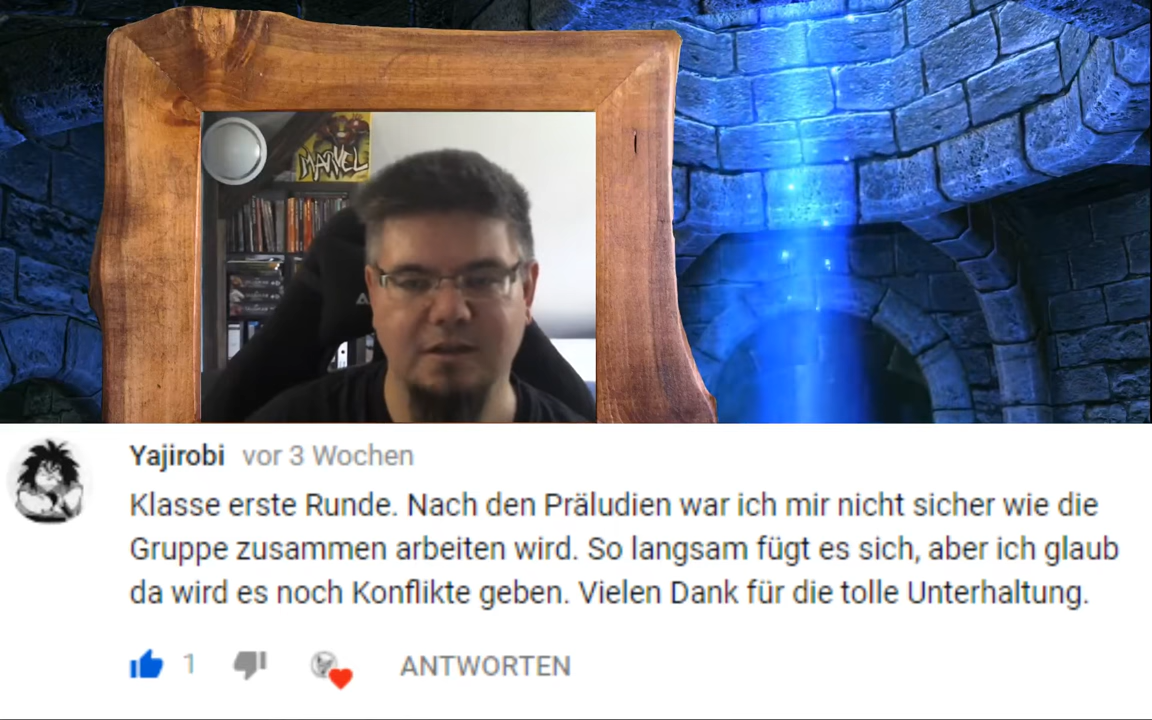 MARVEL
Yajirobi vor 3 Wochen
Klasse erste Runde. Nach den Präludien war ich mir nicht sicher wie die
Gruppe zusammen arbeiten wird. So langsam fügt es sich, aber ich glaub
da wird es noch Konflikte geben. Vielen Dank für die tolle Unterhaltung.
1 ANTWORTEN